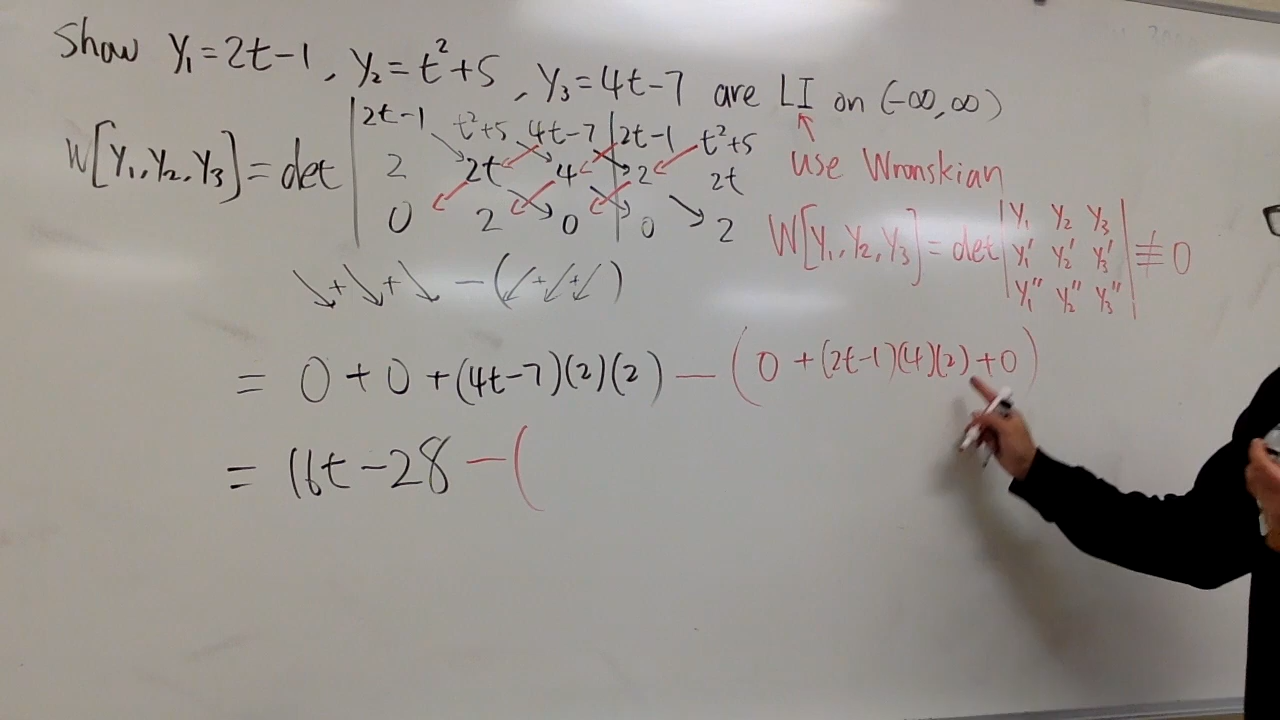 Show y₁=2t-1, y₂=t²+5, y₃=4t-7 are LI on (-∞,∞)
use Wronskian
W[y₁,y₂,y₃]=det|y₁ y₂ y₃
y₁' y₂' y₃'
y₁'' y₂'' y₃''|≠0
W[y₁,y₂,y₃]=det|2t-1 t²+5 4t-7|2t-1 t²+5
2 2t 4 2 2t
0 2 0 0 2
↘+↘+↘-(↙+↙+↙)
= 0+0+(4t-7)(2)(2)-(0+(2t-1)(4)(2)+0)
= 16t-28-(